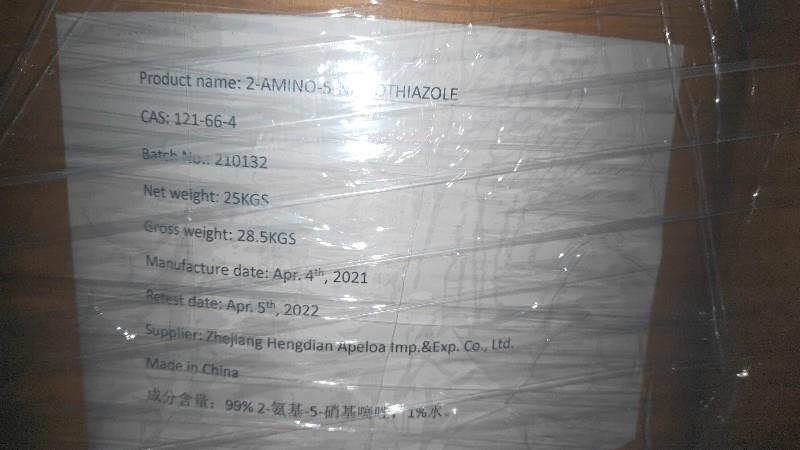 Product name: 2-AMINO-5-NITROTHIAZOLE
CAS: 121-66-4
Batch No.: 210132
Net weight: 25KGS
Gross weight: 28.5KGS
Manufacture date: Apr. 4th, 2021
Retest date: Apr. 5th, 2022
Supplier: Zhejiang Hengdian Apeloa Imp.&Exp. Co., Ltd.
Made in China
成分含量：99% 2-氨基-5-硝基噻唑，1%水。